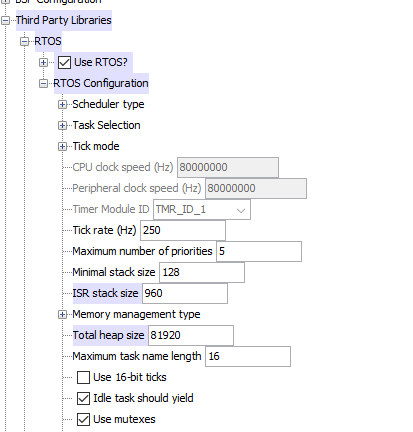 BSP Configuration
Third Party Libraries
RTOS
Use RTOS?
RTOS Configuration
Scheduler type
Task Selection
Tick mode
CPU clock speed (Hz) 80000000
Peripheral clock speed (Hz) 80000000
Timer Module ID TMR_ID_1
Tick rate (Hz) 250
Maximum number of priorities 5
Minimal stack size 128
ISR stack size 960
Memory management type
Total heap size 81920
Maximum task name length 16
Use 16-bit ticks
Idle task should yield
Use mutexes